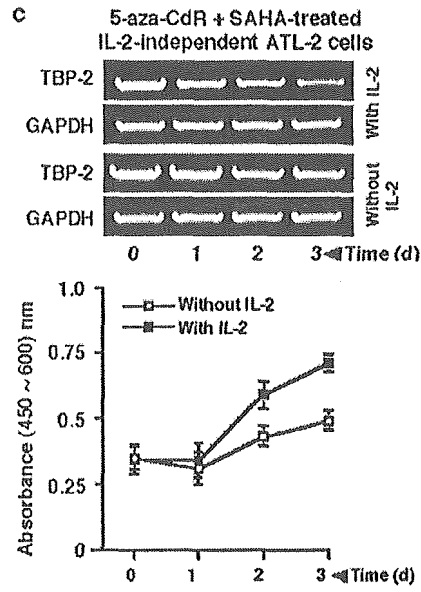 c
5-aza-CdR + SAHA-treated
IL-2-independent ATL-2 cells
TBP-2
GAPDH
With IL-2
TBP-2
GAPDH
Without
IL-2
0 1 2 3 ◄Time (d)
Absorbance (450 ~ 600) nm
1.0
0.75
0.5
0.25
0
Without IL-2
With IL-2
0 1 2 3 ◄Time (d)